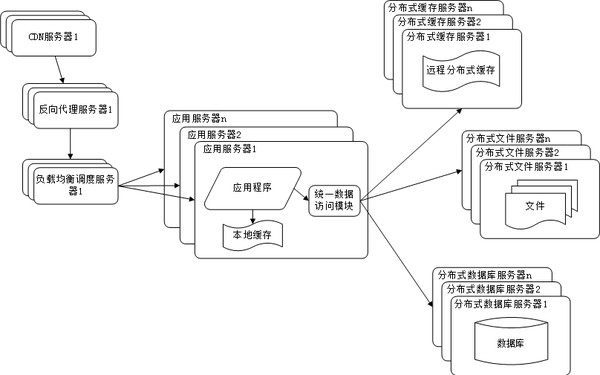 CDN服务器1
反向代理服务器1
负载均衡调度服务
器1
应用服务器n
应用服务器2
应用服务器1
应用程序
本地缓存
统一数据
访问模块
分布式缓存服务器n
分布式缓存服务器2
分布式缓存服务器1
远程分布式缓存
分布式文件服务器n
分布式文件服务器2
分布式文件服务器1
文件
分布式数据库服务器n
分布式数据库服务器2
分布式数据库服务器1
数据库